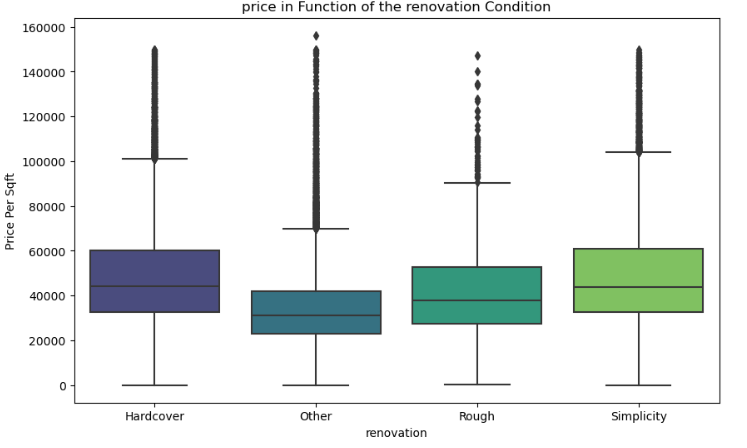 price in Function of the renovation Condition
Price Per Sqft
160000
140000
120000
100000
80000
60000
40000
20000
0
Hardcover Other Rough Simplicity
renovation